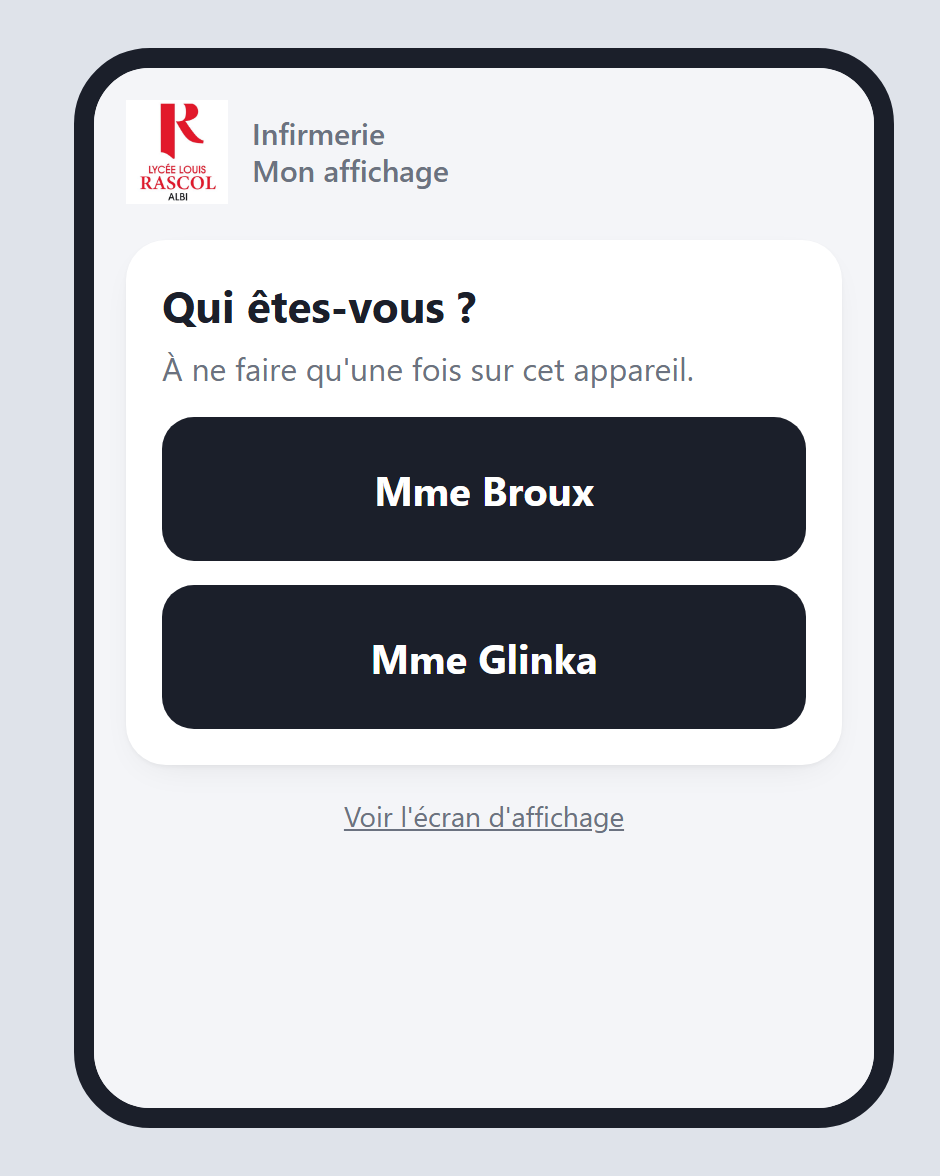 LYCÉE LOUIS
RASCOL
ALBI
Infirmerie
Mon affichage
Qui êtes-vous ?
À ne faire qu'une fois sur cet appareil.
Mme Broux
Mme Glinka
Voir l'écran d'affichage